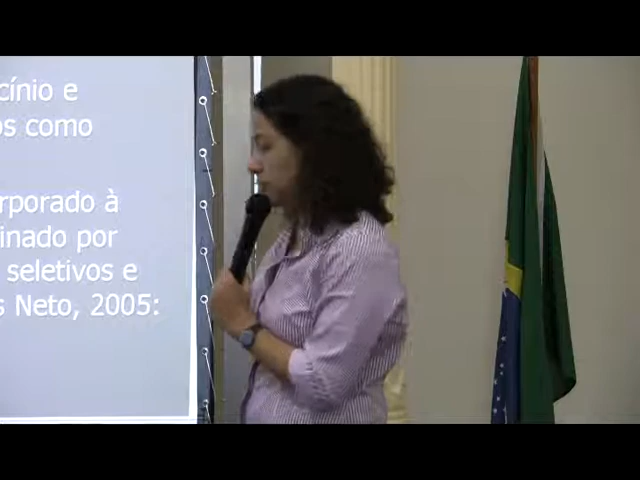 cínio e
os como
rporado à
inado por
seletivos e
s Neto, 2005: